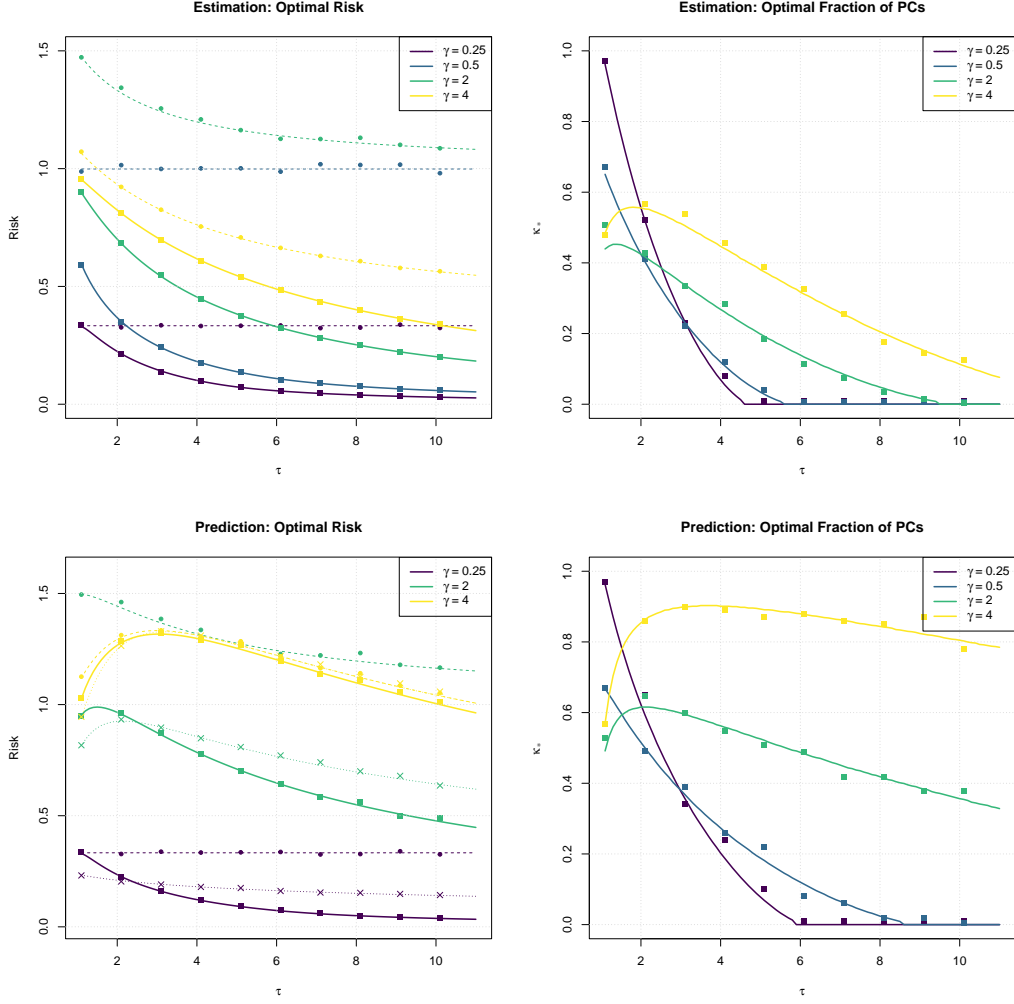 Estimation: Optimal Risk
Risk
0.0
0.5
1.0
1.5
2
4
6
8
10
τ
γ = 0.25
γ = 0.5
γ = 2
γ = 4
Estimation: Optimal Fraction of PCs
κ*
0.0
0.2
0.4
0.6
0.8
1.0
2
4
6
8
10
τ
γ = 0.25
γ = 0.5
γ = 2
γ = 4
Prediction: Optimal Risk
Risk
0.0
0.5
1.0
1.5
2
4
6
8
10
τ
γ = 0.25
γ = 2
γ = 4
Prediction: Optimal Fraction of PCs
κ*
0.0
0.2
0.4
0.6
0.8
1.0
2
4
6
8
10
τ
γ = 0.25
γ = 0.5
γ = 2
γ = 4